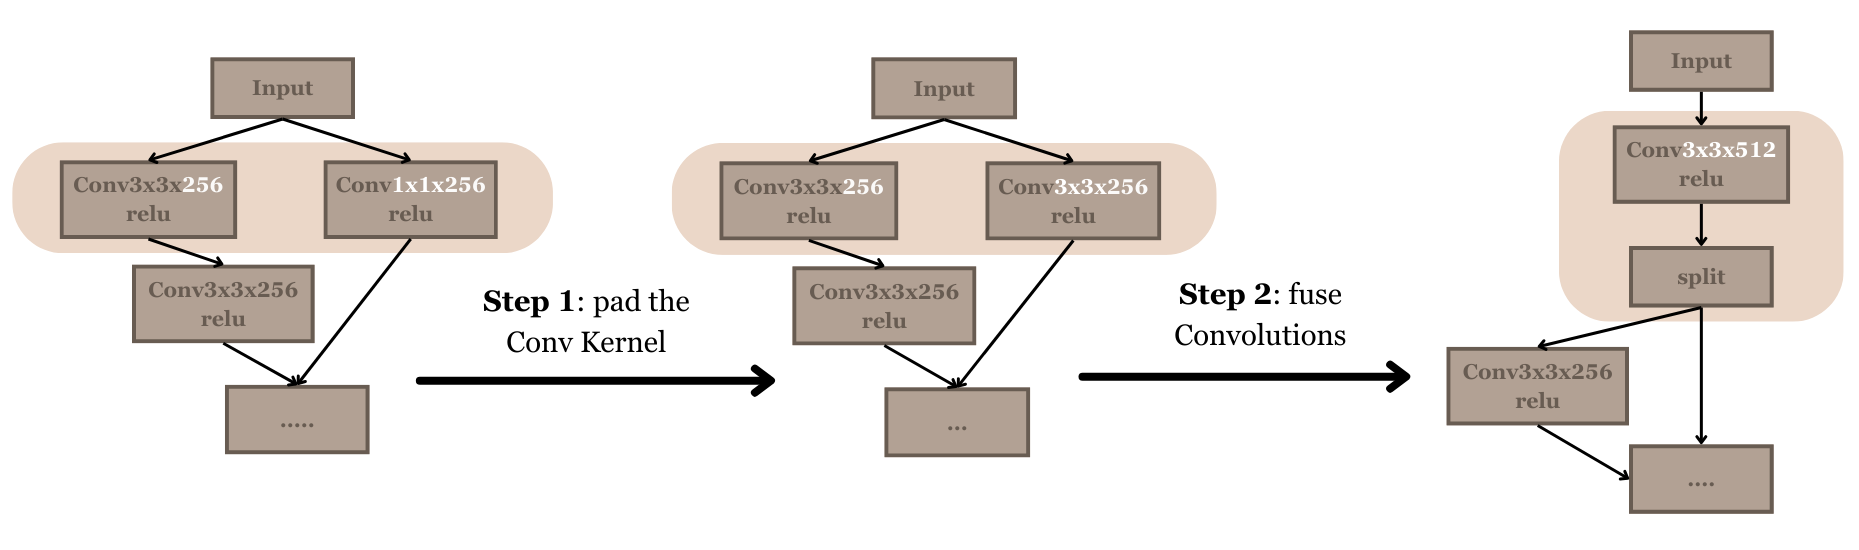 Input
Conv3x3x256
relu
Conv1x1x256
relu
Conv3x3x256
relu
.....
Step 1: pad the
Conv Kernel
Input
Conv3x3x256
relu
Conv3x3x256
relu
Conv3x3x256
relu
...
Step 2: fuse
Convolutions
Input
Conv3x3x512
relu
split
Conv3x3x256
relu
....